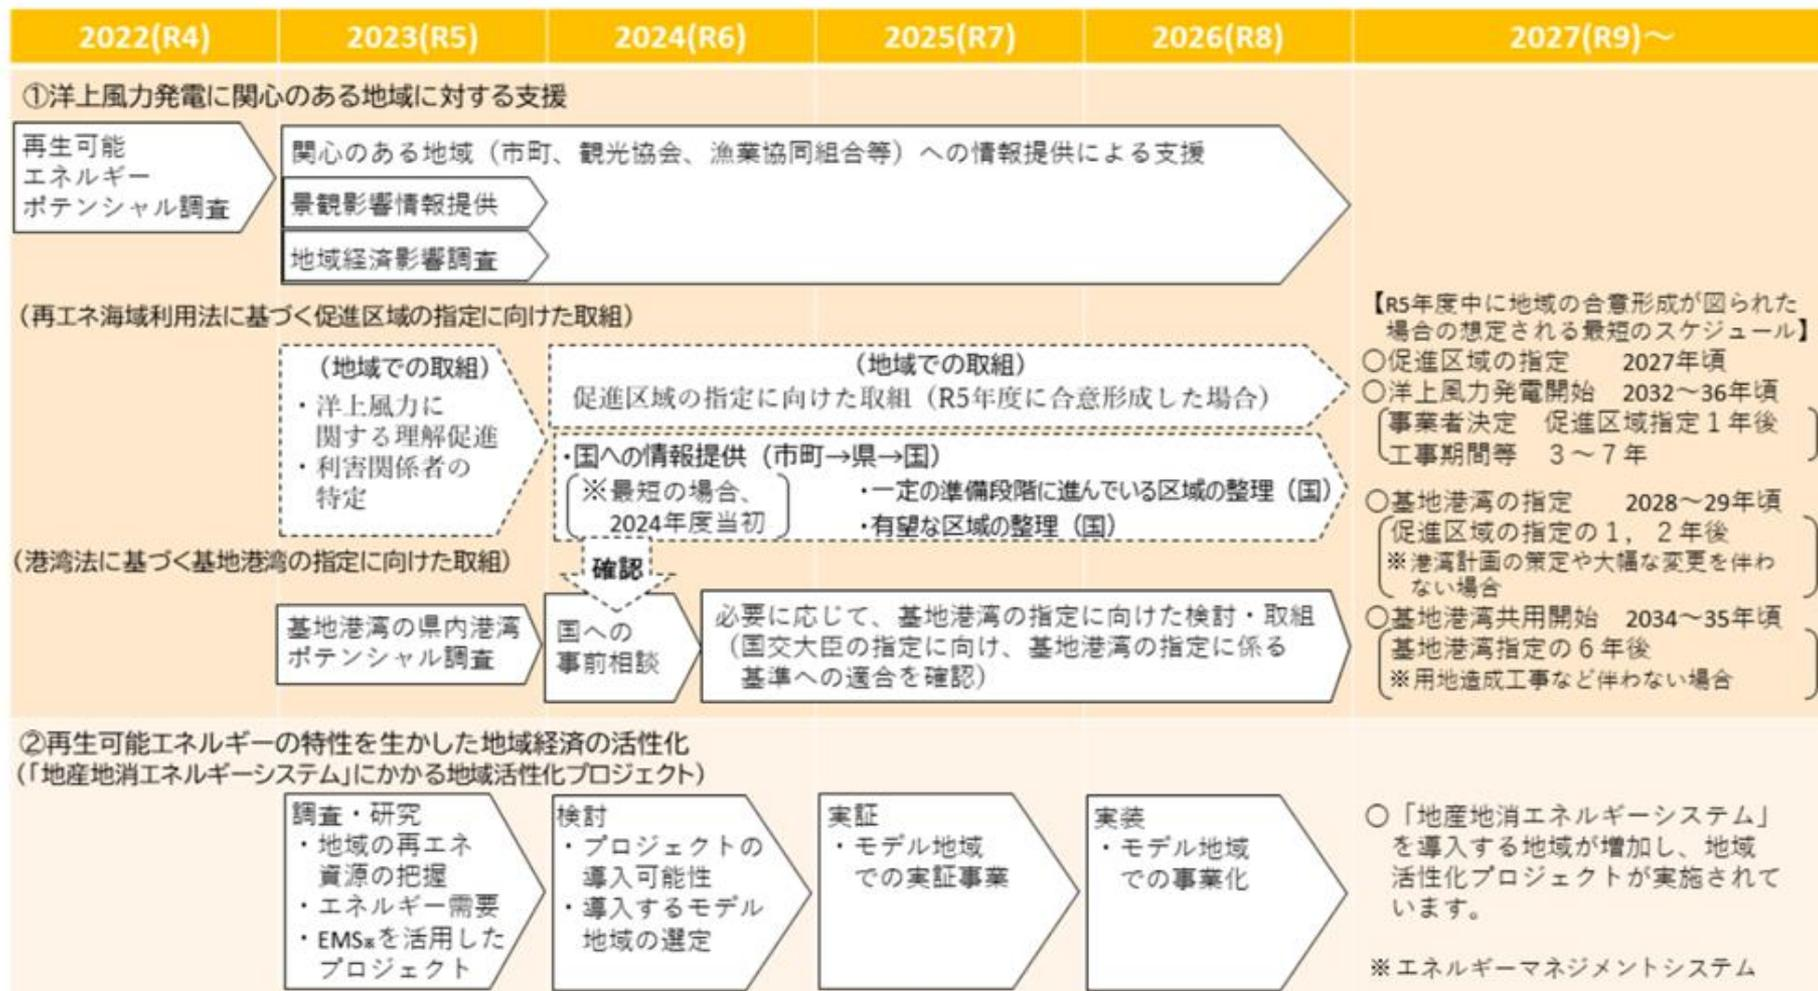 2022(R4) 2023(R5) 2024(R6) 2025(R7) 2026(R8) 2027(R9)～
①洋上風力発電に関心のある地域に対する支援
再生可能
エネルギー
ポテンシャル調査
関心のある地域（市町、観光協会、漁業協同組合等）への情報提供による支援
景観影響情報提供
地域経済影響調査
（再エネ海域利用法に基づく促進区域の指定に向けた取組）
（地域での取組）
・洋上風力に
関する理解促進
・利害関係者の
特定
（地域での取組）
促進区域の指定に向けた取組（R5年度に合意形成した場合）
・国への情報提供（市町→県→国）
※最短の場合、
2024年度当初
・一定の準備段階に進んでいる区域の整理（国）
・有望な区域の整理（国）
（港湾法に基づく基地港湾の指定に向けた取組）
確認
基地港湾の県内港湾
ポテンシャル調査
国への
事前相談
必要に応じて、基地港湾の指定に向けた検討・取組
（国交大臣の指定に向け、基地港湾の指定に係る
基準への適合を確認）
【R5年度中に地域の合意形成が図られた
場合の想定される最短のスケジュール】
○促進区域の指定　2027年頃
○洋上風力発電開始　2032～36年頃
事業者決定　促進区域指定１年後
工事期間等　３～７年
○基地港湾の指定　2028～29年頃
促進区域の指定の１，２年後
※港湾計画の策定や大幅な変更を伴わ
ない場合
○基地港湾共用開始　2034～35年頃
基地港湾指定の６年後
※用地造成工事など伴わない場合
②再生可能エネルギーの特性を生かした地域経済の活性化
（「地産地消エネルギーシステム」にかかる地域活性化プロジェクト）
調査・研究
・地域の再エネ
資源の把握
・エネルギー需要
・EMS※を活用した
プロジェクト
検討
・プロジェクトの
導入可能性
・導入するモデル
地域の選定
実証
・モデル地域
での実証事業
実装
・モデル地域
での事業化
○「地産地消エネルギーシステム」
を導入する地域が増加し、地域
活性化プロジェクトが実施されて
います。
※エネルギーマネジメントシステム